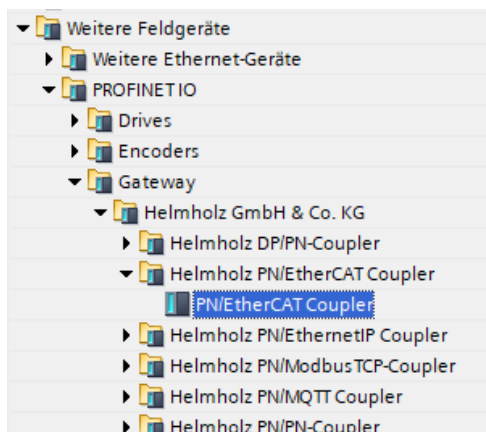 Weitere Feldgeräte
Weitere Ethernet-Geräte
PROFINET IO
Drives
Encoders
Gateway
Helmholz GmbH & Co. KG
Helmholz DP/PN-Coupler
Helmholz PN/EtherCAT Coupler
PN/EtherCAT Coupler
Helmholz PN/EthernetIP Coupler
Helmholz PN/ModbusTCP-Coupler
Helmholz PN/MQTT Coupler
Helmholz PN/PN-Coupler